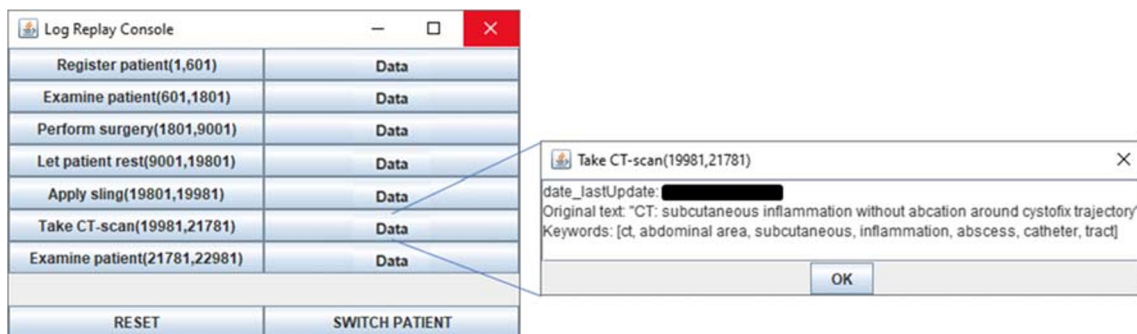 Log Replay Console
Register patient(1,601) Data
Examine patient(601,1801) Data
Perform surgery(1801,9001) Data
Let patient rest(9001,19801) Data
Apply sling(19801,19981) Data
Take CT-scan(19981,21781) Data
Examine patient(21781,22981) Data
RESET SWITCH PATIENT
Take CT-scan(19981,21781)
date_lastUpdate:
Original text: "CT: subcutaneous inflammation without abcation around cystofix trajectory"
Keywords: [ct, abdominal area, subcutaneous, inflammation, abscess, catheter, tract]
OK